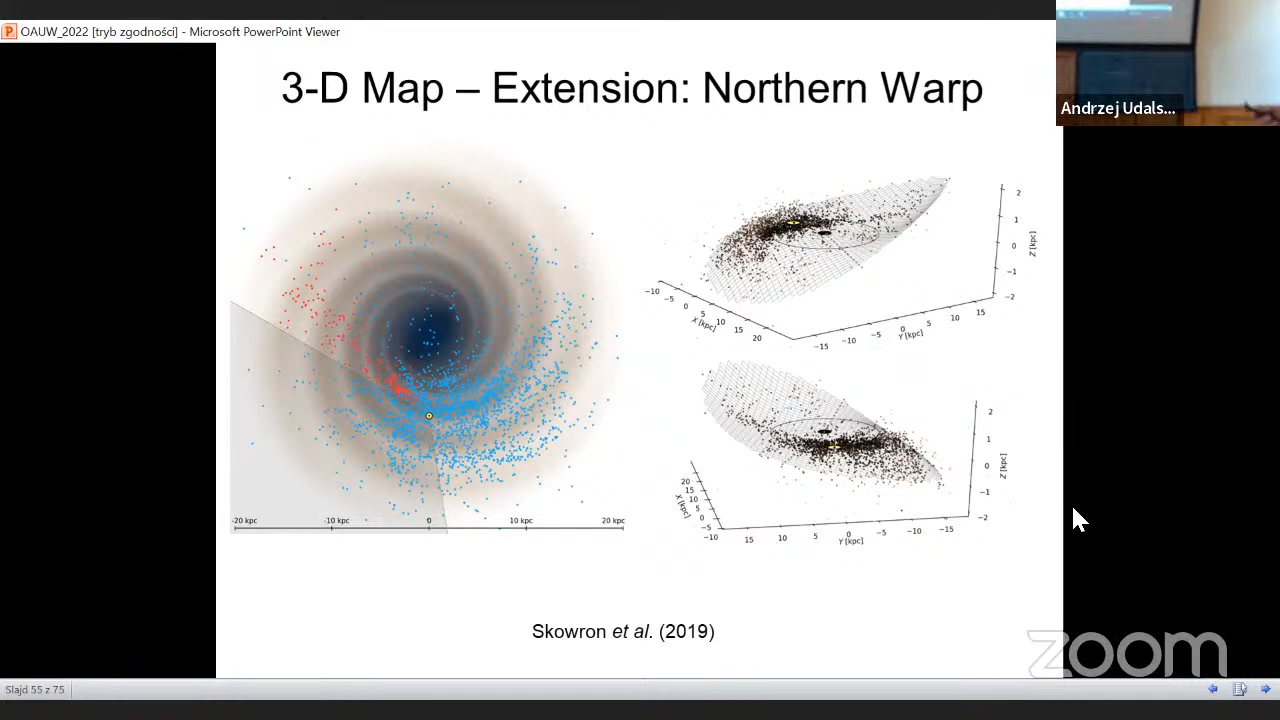 OAUW_2022 [tryb zgodności] - Microsoft PowerPoint Viewer
Andrzej Udals...
3-D Map – Extension: Northern Warp
-20 kpc -10 kpc 0 10 kpc 20 kpc
2
1
0
−1
−2
Z [kpc]
−10 −5 0 5 10 15 20
X [kpc]
−15 −10 −5 0 5 10 15
Y [kpc]
2
1
0
−1
−2
Z [kpc]
20
15
10
5
0
−5
−10
X [kpc]
15 10 5 0 −5 −10 −15
Y [kpc]
Skowron et al. (2019)
zoom
Slajd 55 z 75